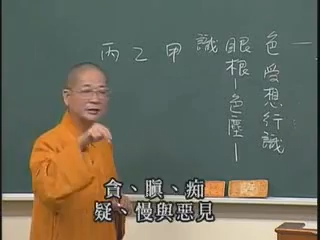 一、
色受想行識
眼根－色塵－
識
甲乙丙
貪、瞋、痴
疑、慢與惡見